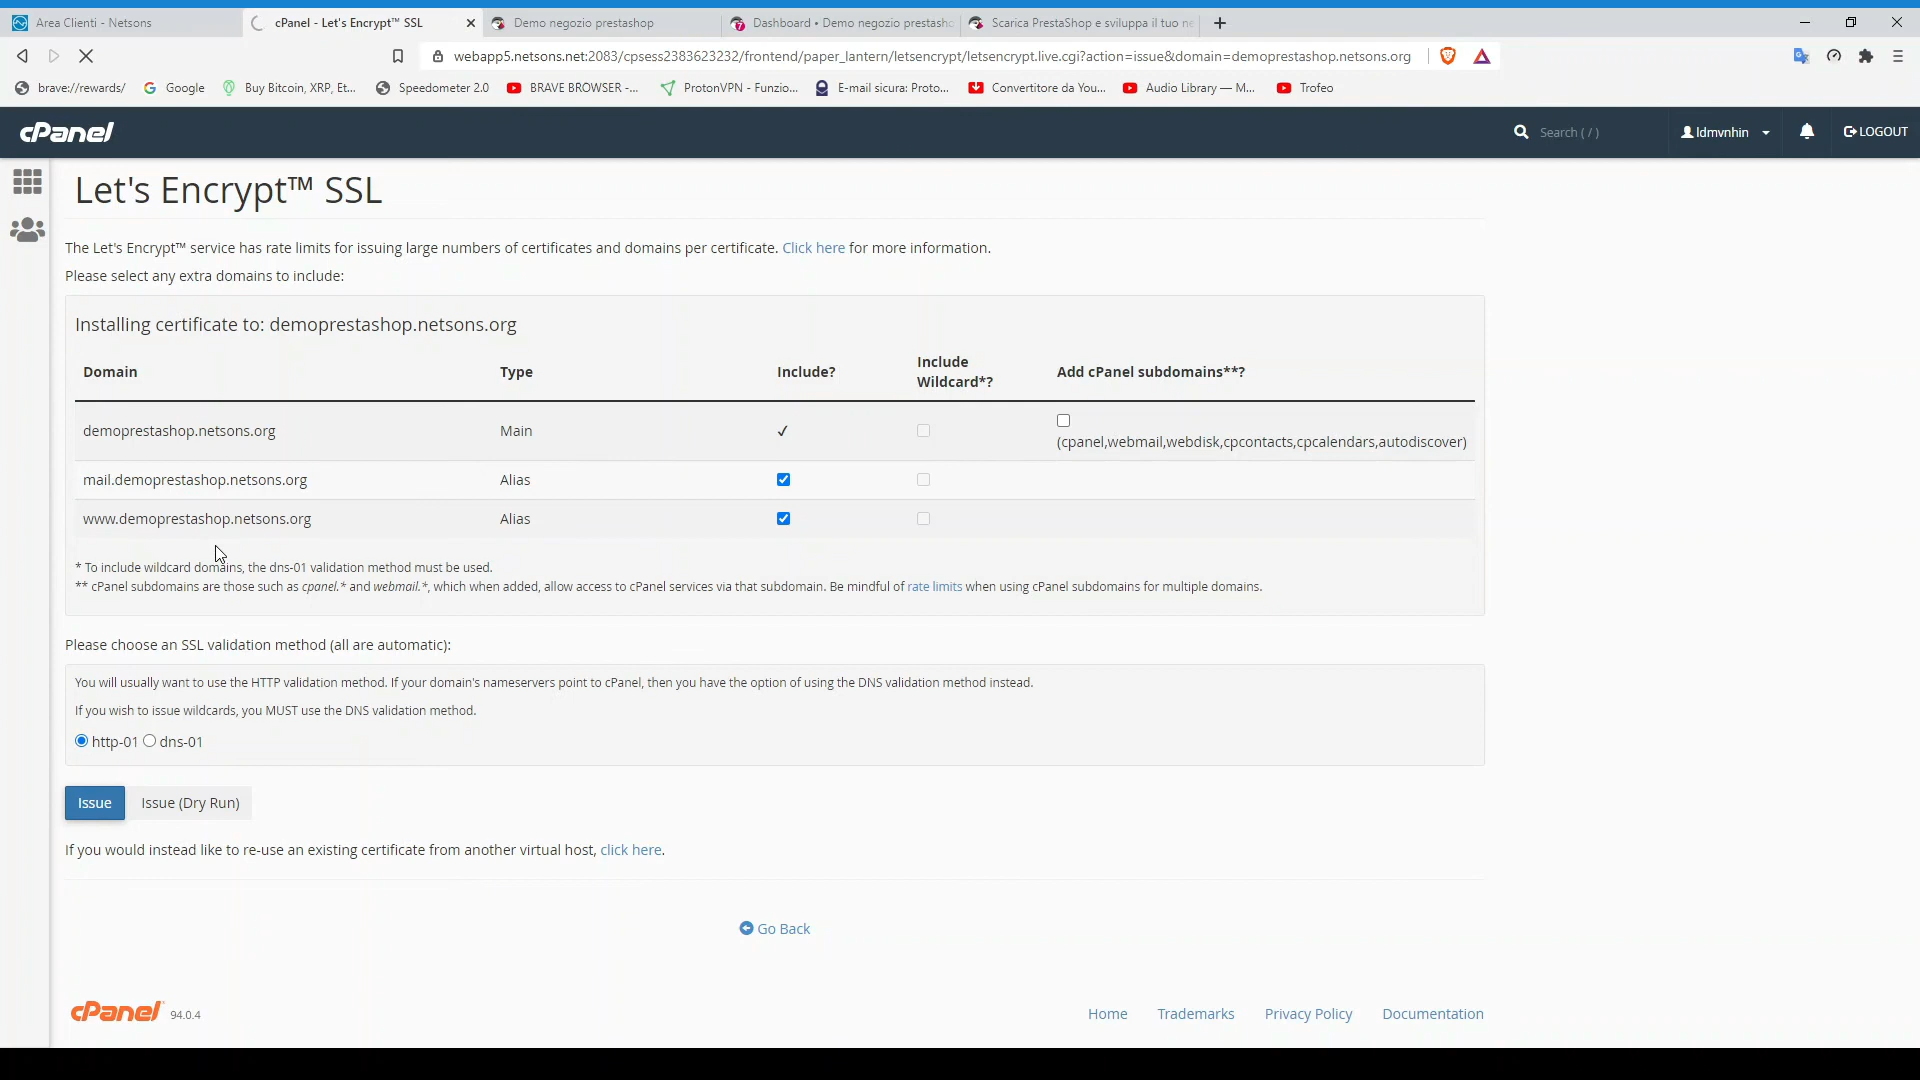 Area Clienti - Netsons
cPanel - Let's Encrypt™ SSL
Demo negozio prestashop
Dashboard • Demo negozio prestasho
Scarica PrestaShop e sviluppa il tuo ne
webapp5.netsons.net:2083/cpsess2383623232/frontend/paper_lantern/letsencrypt/letsencrypt.live.cgi?action=issue&domain=demoprestashop.netsons.org
brave://rewards/
Google
Buy Bitcoin, XRP, Et...
Speedometer 2.0
BRAVE BROWSER -...
ProtonVPN - Funzio...
E-mail sicura: Proto...
Convertitore da You...
Audio Library — M...
Trofeo
cPanel
Search ( / )
ldmvnhin
LOGOUT
Let's Encrypt™ SSL
The Let's Encrypt™ service has rate limits for issuing large numbers of certificates and domains per certificate. Click here for more information.
Please select any extra domains to include:
Installing certificate to: demoprestashop.netsons.org
Domain Type Include? Include Wildcard*? Add cPanel subdomains**?
demoprestashop.netsons.org Main ✓ (cpanel,webmail,webdisk,cpcontacts,cpcalendars,autodiscover)
mail.demoprestashop.netsons.org Alias
www.demoprestashop.netsons.org Alias
* To include wildcard domains, the dns-01 validation method must be used.
** cPanel subdomains are those such as cpanel.* and webmail.*, which when added, allow access to cPanel services via that subdomain. Be mindful of rate limits when using cPanel subdomains for multiple domains.
Please choose an SSL validation method (all are automatic):
You will usually want to use the HTTP validation method. If your domain's nameservers point to cPanel, then you have the option of using the DNS validation method instead.
If you wish to issue wildcards, you MUST use the DNS validation method.
http-01 dns-01
Issue Issue (Dry Run)
If you would instead like to re-use an existing certificate from another virtual host, click here.
Go Back
cPanel 94.0.4
Home Trademarks Privacy Policy Documentation